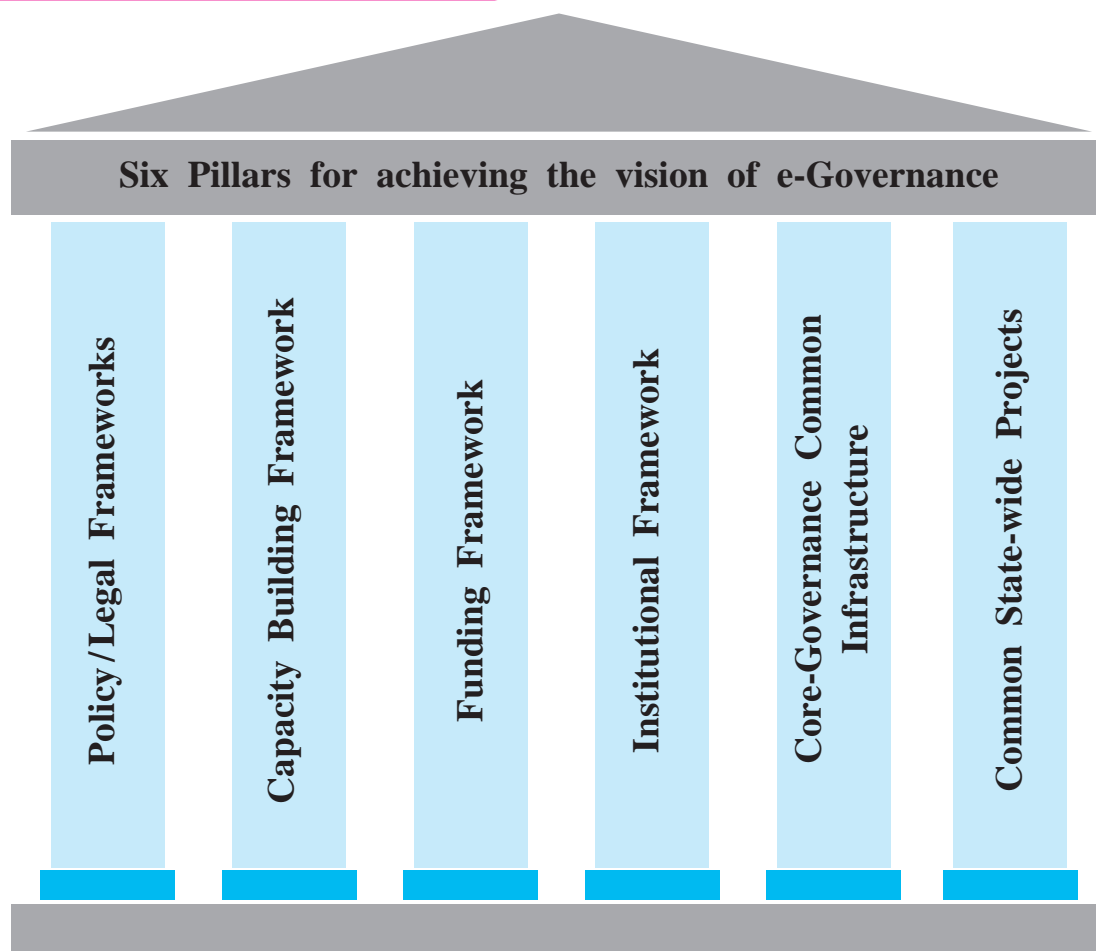 Six Pillars for achieving the vision of e-Governance
Policy/Legal Frameworks
Capacity Building Framework
Funding Framework
Institutional Framework
Core-Governance Common
Infrastructure
Common State-wide Projects